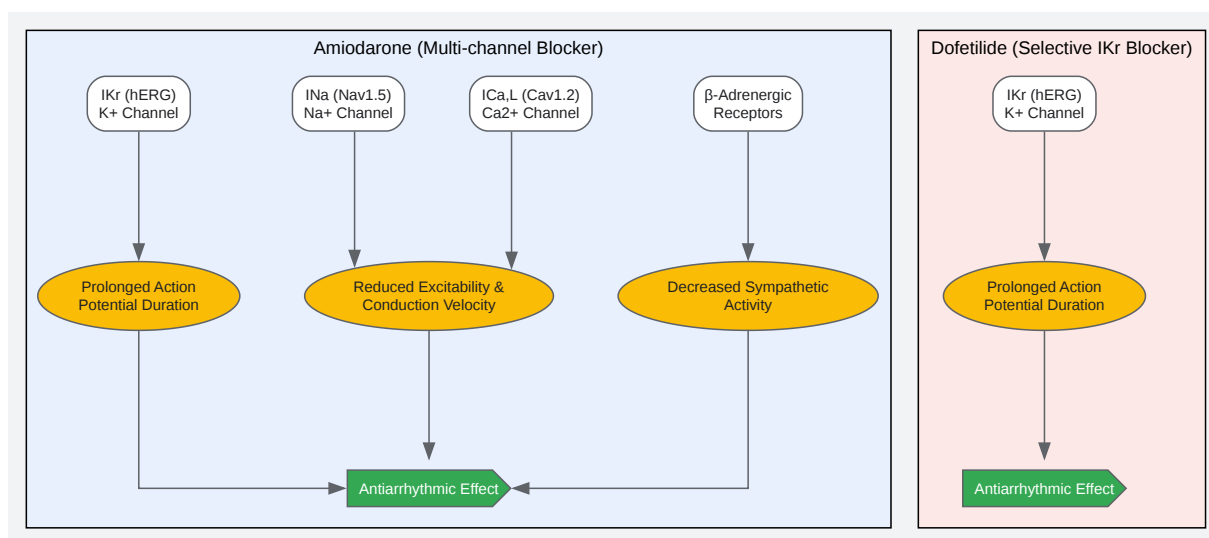 Amiodarone (Multi-channel Blocker)
IKr (hERG)
K+ Channel
INa (Nav1.5)
Na+ Channel
ICa,L (Cav1.2)
Ca2+ Channel
β-Adrenergic
Receptors
Prolonged Action
Potential Duration
Reduced Excitability &
Conduction Velocity
Decreased Sympathetic
Activity
Antiarrhythmic Effect
Dofetilide (Selective IKr Blocker)
IKr (hERG)
K+ Channel
Prolonged Action
Potential Duration
Antiarrhythmic Effect